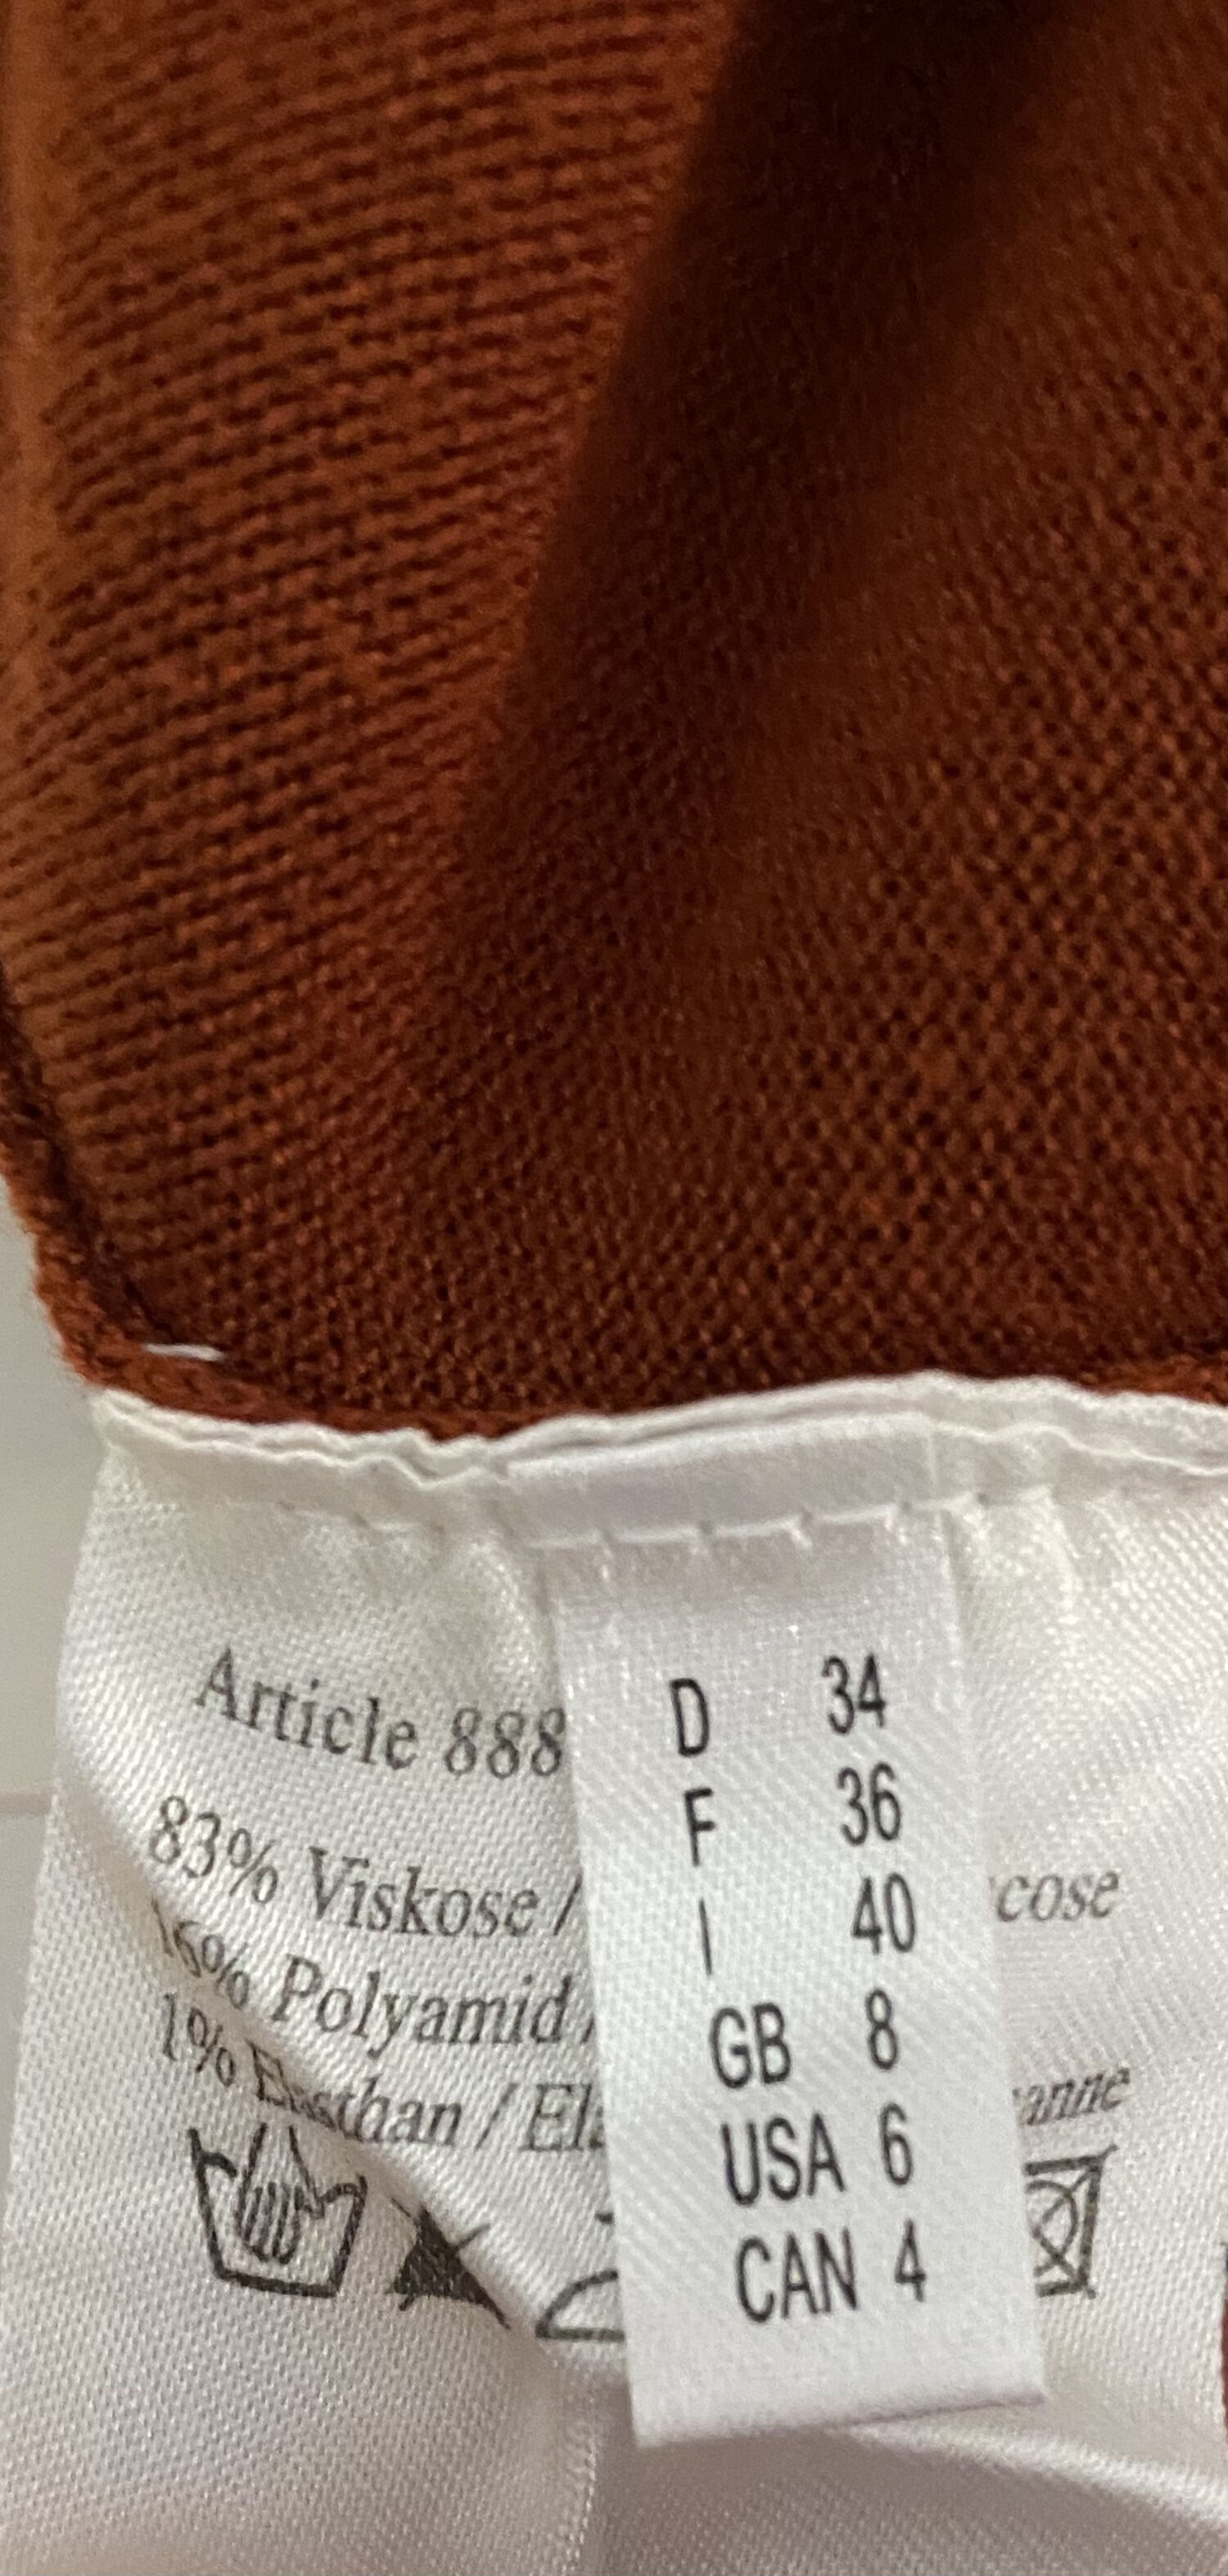 Article 888
83% Viskose /
cose
16% Polyamid /
1% Elasthan / Ela
anne
D 34
F 36
I 40
GB 8
USA 6
CAN 4